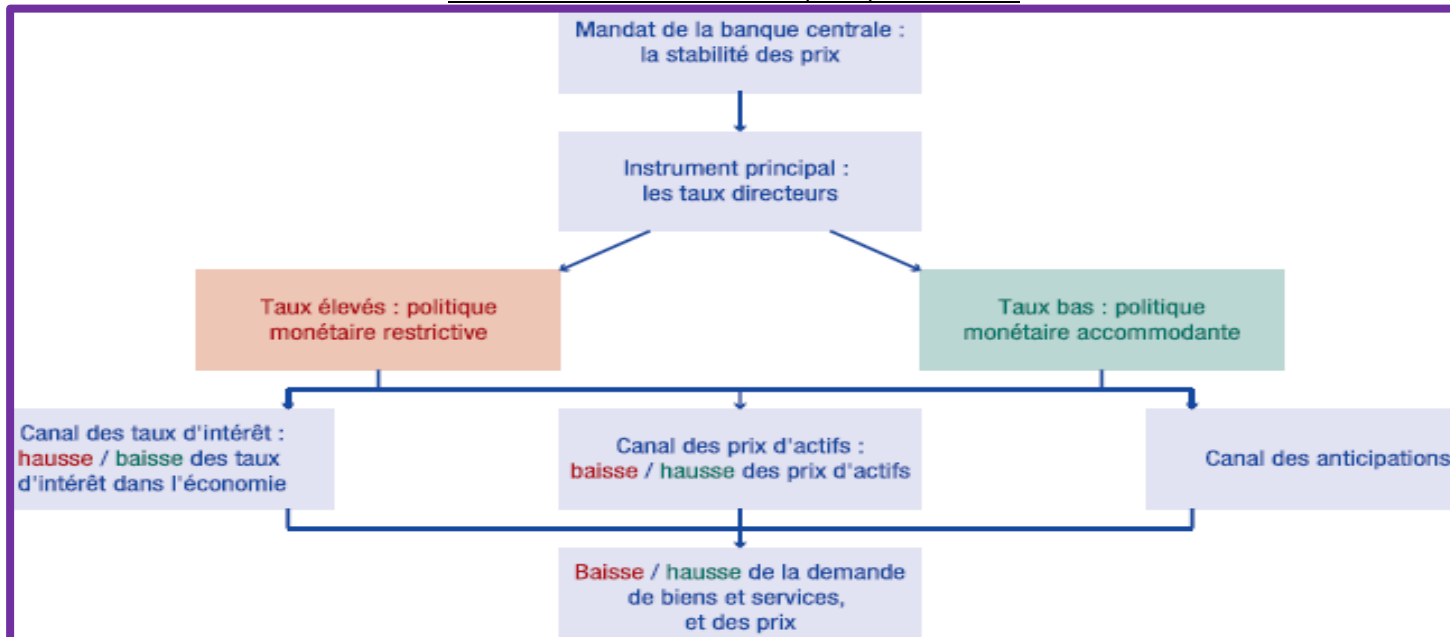 Mandat de la banque centrale :
la stabilité des prix
Instrument principal :
les taux directeurs
Taux élevés : politique
monétaire restrictive
Taux bas : politique
monétaire accommodante
Canal des taux d'intérêt :
hausse / baisse des taux
d'intérêt dans l'économie
Canal des prix d'actifs :
baisse / hausse des prix d'actifs
Canal des anticipations
Baisse / hausse de la demande
de biens et services,
et des prix